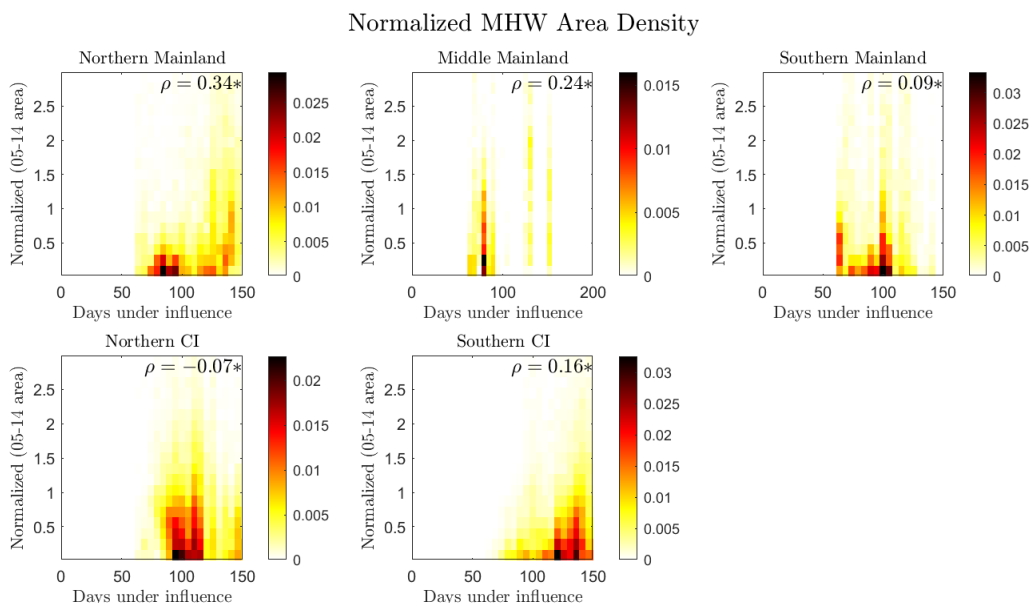 Normalized MHW Area Density
Northern Mainland
ρ = 0.34*
Normalized (05-14 area)
2.5
2
1.5
1
0.5
0 50 100 150
Days under influence
0.025
0.02
0.015
0.01
0.005
0
Middle Mainland
ρ = 0.24*
Normalized (05-14 area)
2.5
2
1.5
1
0.5
0 100 200
Days under influence
0.015
0.01
0.005
0
Southern Mainland
ρ = 0.09*
Normalized (05-14 area)
2.5
2
1.5
1
0.5
0 50 100 150
Days under influence
0.03
0.025
0.02
0.015
0.01
0.005
0
Northern CI
ρ = −0.07*
Normalized (05-14 area)
2.5
2
1.5
1
0.5
0 50 100 150
Days under influence
0.02
0.015
0.01
0.005
0
Southern CI
ρ = 0.16*
Normalized (05-14 area)
2.5
2
1.5
1
0.5
0 50 100 150
Days under influence
0.03
0.025
0.02
0.015
0.01
0.005
0